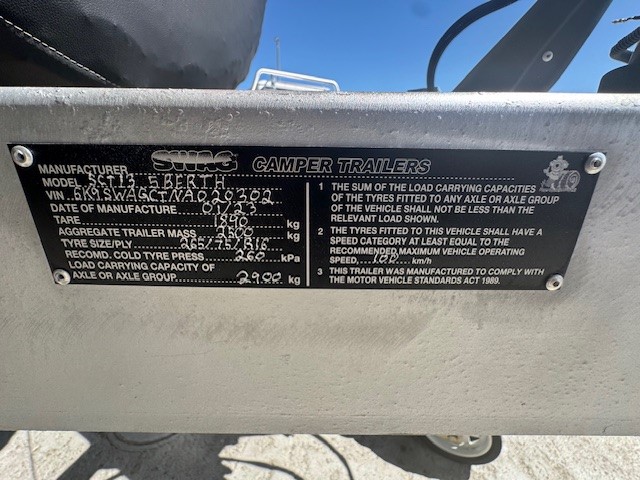 MANUFACTURER SWAG CAMPER TRAILERS
MODEL SCT13 5 BERTH
VIN 6K9SWAGCTNA020202
DATE OF MANUFACTURE 01/23
TARE 1840 kg
AGGREGATE TRAILER MASS 2500 kg
TYRE SIZE/PLY 265/75/R16
RECOMD. COLD TYRE PRESS 260 kPa
LOAD CARRYING CAPACITY OF
AXLE OR AXLE GROUP 2900 kg
1 THE SUM OF THE LOAD CARRYING CAPACITIES
OF THE TYRES FITTED TO ANY AXLE OR AXLE GROUP
OF THE VEHICLE SHALL NOT BE LESS THAN THE
RELEVANT LOAD SHOWN.
2 THE TYRES FITTED TO THIS VEHICLE SHALL HAVE A
SPEED CATEGORY AT LEAST EQUAL TO THE
RECOMMENDED MAXIMUM VEHICLE OPERATING
SPEED, 100 km/h
3 THIS TRAILER WAS MANUFACTURED TO COMPLY WITH
THE MOTOR VEHICLE STANDARDS ACT 1989.